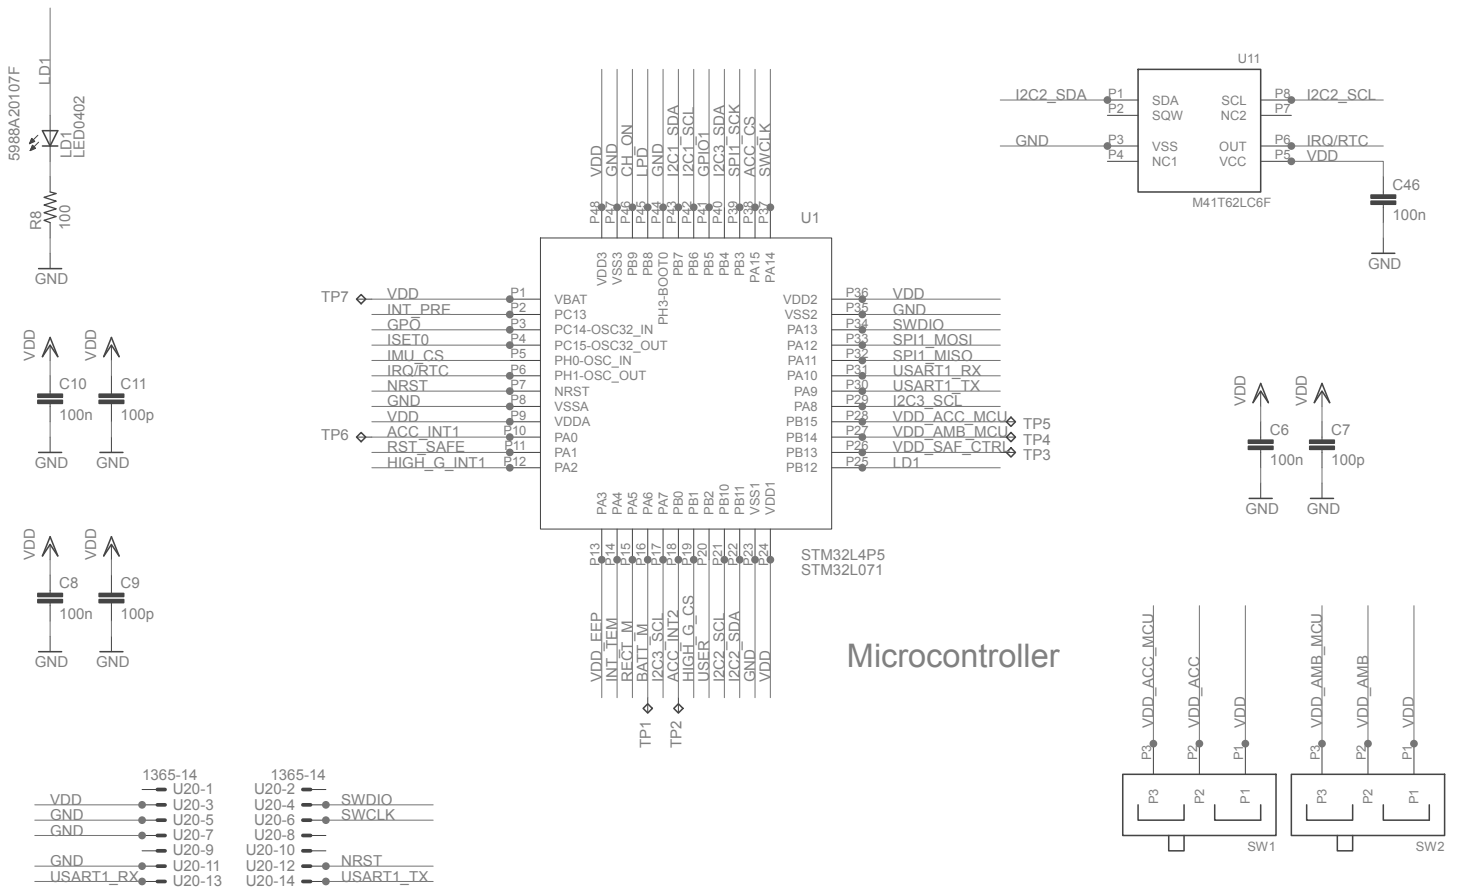 5988A20107F
LD1
LD1
LED0402
R8
100
GND
VDD
C10
100n
GND
VDD
C11
100p
GND
VDD
C8
100n
GND
VDD
C9
100p
GND
VDD
GND
CH_ON
LPD
GND
I2C1_SDA
I2C1_SCL
GPIO1
I2C3_SDA
SPI1_SCK
ACC_CS
SWCLK
P48
P47
P46
P45
P44
P43
P42
P41
P40
P39
P38
P37
U1
VDD3
VSS3
PB9
PB8
PH3-BOOT0
PB7
PB6
PB5
PB4
PB3
PA15
PA14
TP7
VDD P1 VBAT
INT_PRE P2 PC13
GPO P3 PC14-OSC32_IN
ISET0 P4 PC15-OSC32_OUT
IMU_CS P5 PH0-OSC_IN
IRQ/RTC P6 PH1-OSC_OUT
NRST P7 NRST
GND P8 VSSA
VDD P9 VDDA
TP6 ACC_INT1 P10 PA0
RST_SAFE P11 PA1
HIGH_G_INT1 P12 PA2
VDD2 P36 VDD
VSS2 P35 GND
PA13 P34 SWDIO
PA12 P33 SPI1_MOSI
PA11 P32 SPI1_MISO
PA10 P31 USART1_RX
PA9 P30 USART1_TX
PA8 P29 I2C3_SCL
PB15 P28 VDD_ACC_MCU TP5
PB14 P27 VDD_AMB_MCU TP4
PB13 P26 VDD_SAF_CTRL TP3
PB12 P25 LD1
PA3
PA4
PA5
PA6
PA7
PB0
PB1
PB2
PB10
PB11
VSS1
VDD1
P13
P14
P15
P16
P17
P18
P19
P20
P21
P22
P23
P24
STM32L4P5
STM32L071
VDD_EEP
INT_TEM
RECT_M
BATT_M
I2C3_SCL
ACC_INT2
HIGH_G_CS
USER
I2C2_SCL
I2C2_SDA
GND
VDD
TP1
TP2
Microcontroller
U11
I2C2_SDA P1 SDA SCL P8 I2C2_SCL
P2 SQW NC2 P7
GND P3 VSS OUT P6 IRQ/RTC
P4 NC1 VCC P5 VDD
M41T62LC6F
C46
100n
GND
VDD
C6
100n
GND
VDD
C7
100p
GND
VDD_ACC_MCU
VDD_ACC
VDD
P3
P2
P1
P3
P2
P1
SW1
VDD_AMB_MCU
VDD_AMB
VDD
P3
P2
P1
P3
P2
P1
SW2
1365-14 1365-14
U20-1 U20-2
VDD U20-3 U20-4 SWDIO
GND U20-5 U20-6 SWCLK
GND U20-7 U20-8
U20-9 U20-10
GND U20-11 U20-12 NRST
USART1_RX U20-13 U20-14 USART1_TX